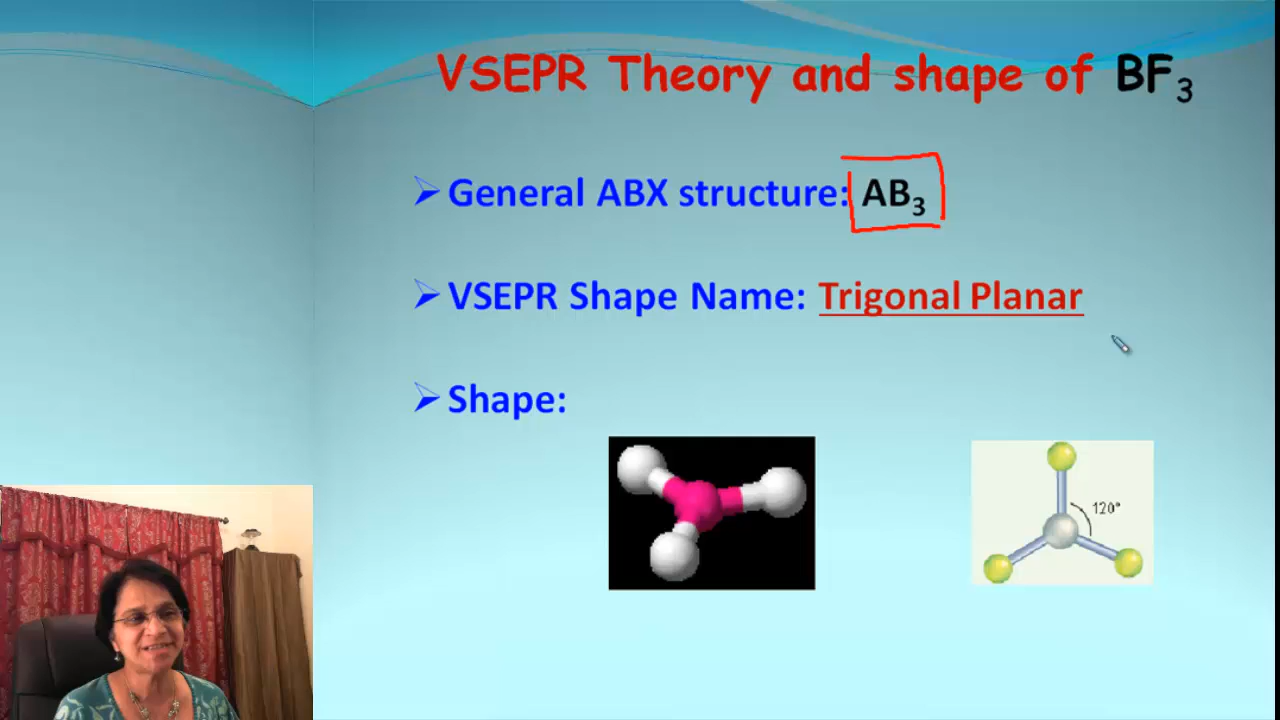 VSEPR Theory and shape of BF₃
➢ General ABX structure: AB₃
➢ VSEPR Shape Name: Trigonal Planar
➢ Shape:
120°